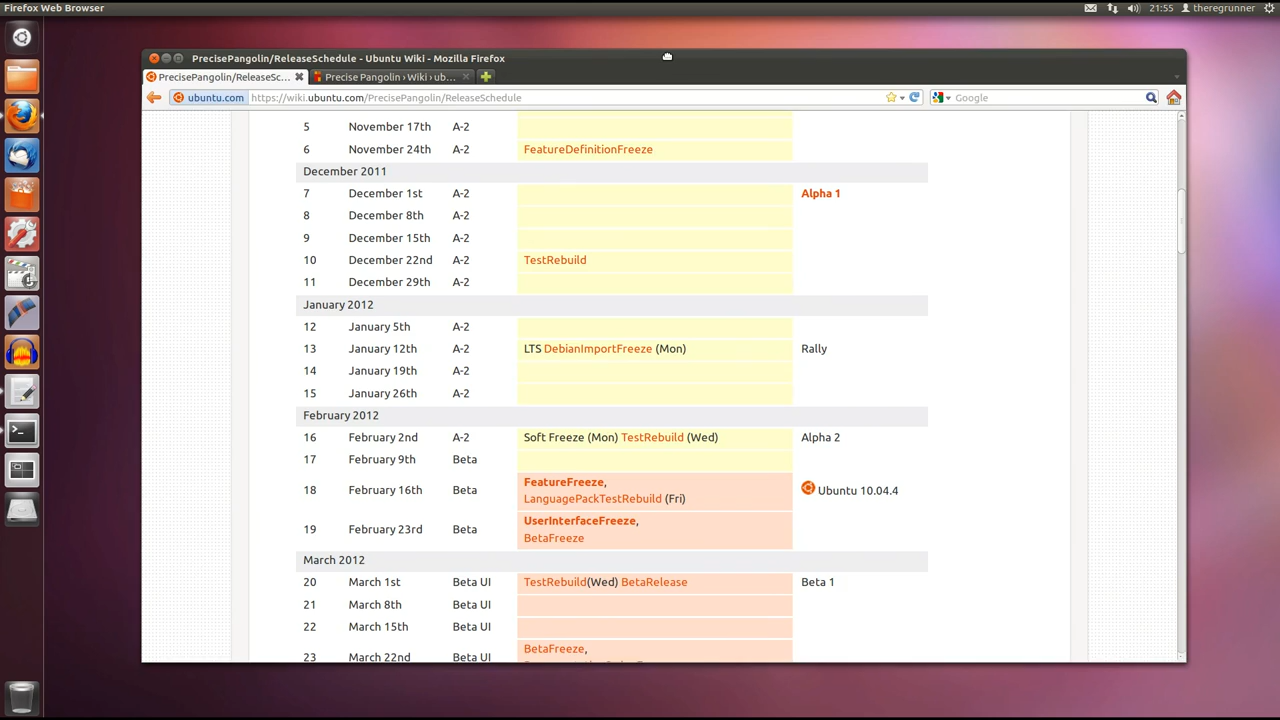 Firefox Web Browser
21:55 theregrunner
PrecisePangolin/ReleaseSchedule - Ubuntu Wiki - Mozilla Firefox
PrecisePangolin/ReleaseSc... Precise Pangolin › Wiki › ub...
ubuntu.com https://wiki.ubuntu.com/PrecisePangolin/ReleaseSchedule Google
5 November 17th A-2
6 November 24th A-2 FeatureDefinitionFreeze
December 2011
7 December 1st A-2 Alpha 1
8 December 8th A-2
9 December 15th A-2
10 December 22nd A-2 TestRebuild
11 December 29th A-2
January 2012
12 January 5th A-2
13 January 12th A-2 LTS DebianImportFreeze (Mon) Rally
14 January 19th A-2
15 January 26th A-2
February 2012
16 February 2nd A-2 Soft Freeze (Mon) TestRebuild (Wed) Alpha 2
17 February 9th Beta
18 February 16th Beta FeatureFreeze, Ubuntu 10.04.4
LanguagePackTestRebuild (Fri)
19 February 23rd Beta UserInterfaceFreeze,
BetaFreeze
March 2012
20 March 1st Beta UI TestRebuild(Wed) BetaRelease Beta 1
21 March 8th Beta UI
22 March 15th Beta UI
23 March 22nd Beta UI BetaFreeze,